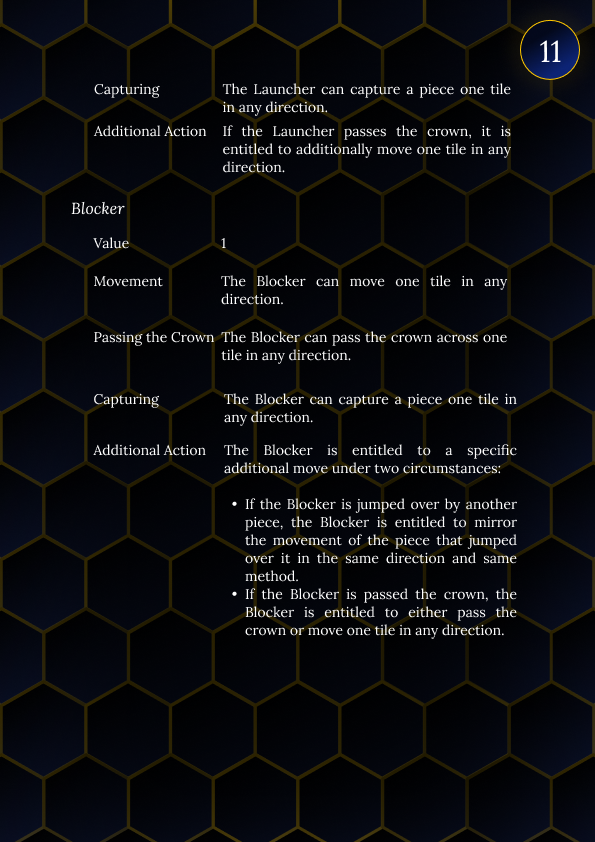 11
Capturing The Launcher can capture a piece one tile
in any direction.
Additional Action If the Launcher passes the crown, it is
entitled to additionally move one tile in any
direction.
Blocker
Value 1
Movement The Blocker can move one tile in any
direction.
Passing the Crown The Blocker can pass the crown across one
tile in any direction.
Capturing The Blocker can capture a piece one tile in
any direction.
Additional Action The Blocker is entitled to a specific
additional move under two circumstances:
• If the Blocker is jumped over by another
piece, the Blocker is entitled to mirror
the movement of the piece that jumped
over it in the same direction and same
method.
• If the Blocker is passed the crown, the
Blocker is entitled to either pass the
crown or move one tile in any direction.